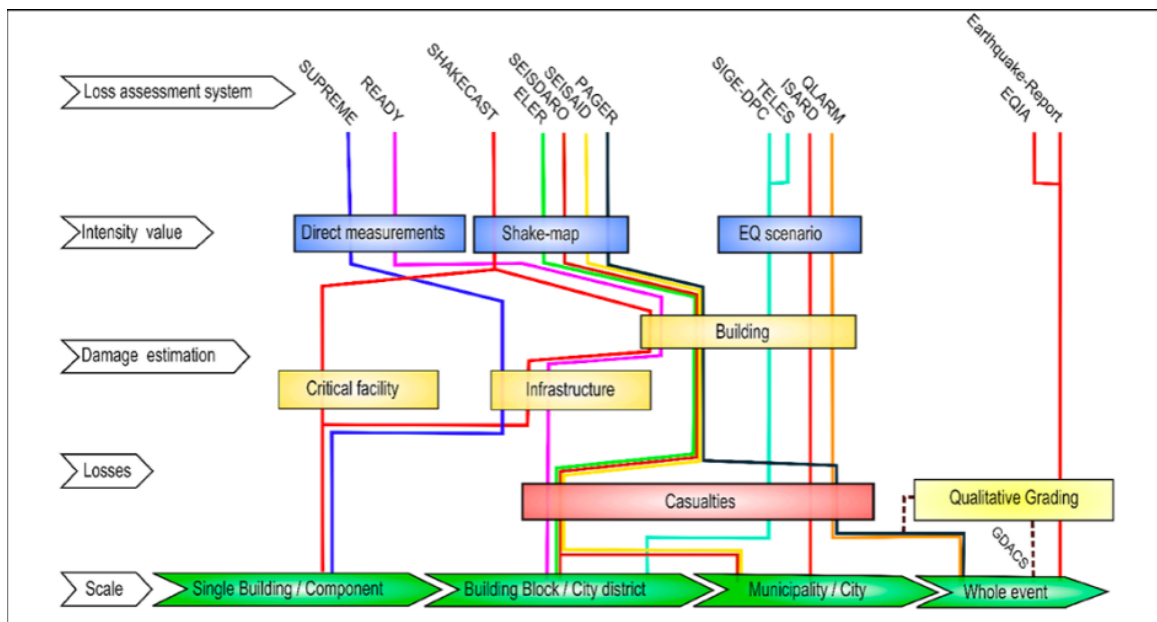 Loss assessment system
SUPREME
READY
SHAKECAST
ELER
SEISDARO
SEISAID
PAGER
SIGE-DPC
TELES
ISARD
QLARM
EQIA
Earthquake-Report
Intensity value
Direct measurements
Shake-map
EQ scenario
Building
Damage estimation
Critical facility
Infrastructure
Losses
Casualties
Qualitative Grading
GDACS
Scale
Single Building / Component
Building Block / City district
Municipality / City
Whole event